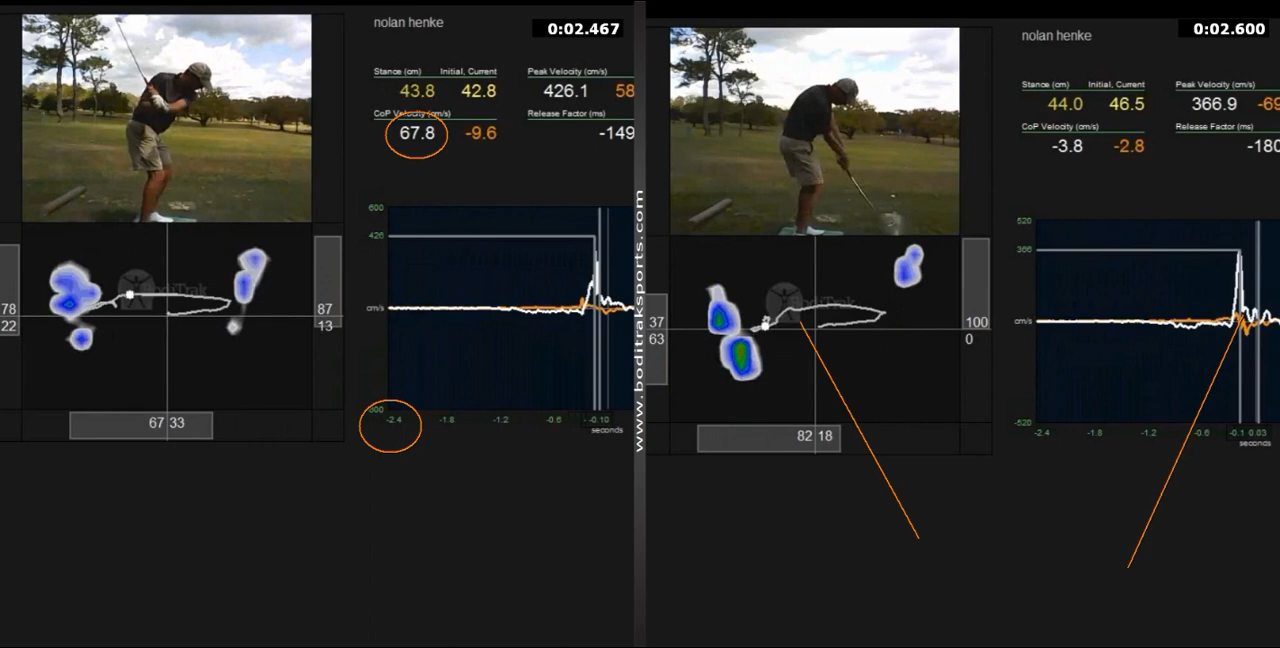 nolan henke
0:02.467
Stance (cm) Initial, Current
43.8 42.8
Peak Velocity (cm/s)
426.1 58
CoP Velocity (cm/s)
67.8 -9.6
Release Factor (ms)
-149
600
426
cm/s
-2.4 -1.8 -1.2 -0.6 -0.10
seconds
78
22
87
13
67 33
BodiTrak
www.boditraksports.com
nolan henke
0:02.600
Stance (cm) Initial, Current
44.0 46.5
Peak Velocity (cm/s)
366.9 -69
CoP Velocity (cm/s)
-3.8 -2.8
Release Factor (ms)
-180
520
366
cm/s
-520
-2.4 -1.8 -1.2 -0.6 -0.1 0.03
seconds
37
63
100
0
82 18
BodiTrak